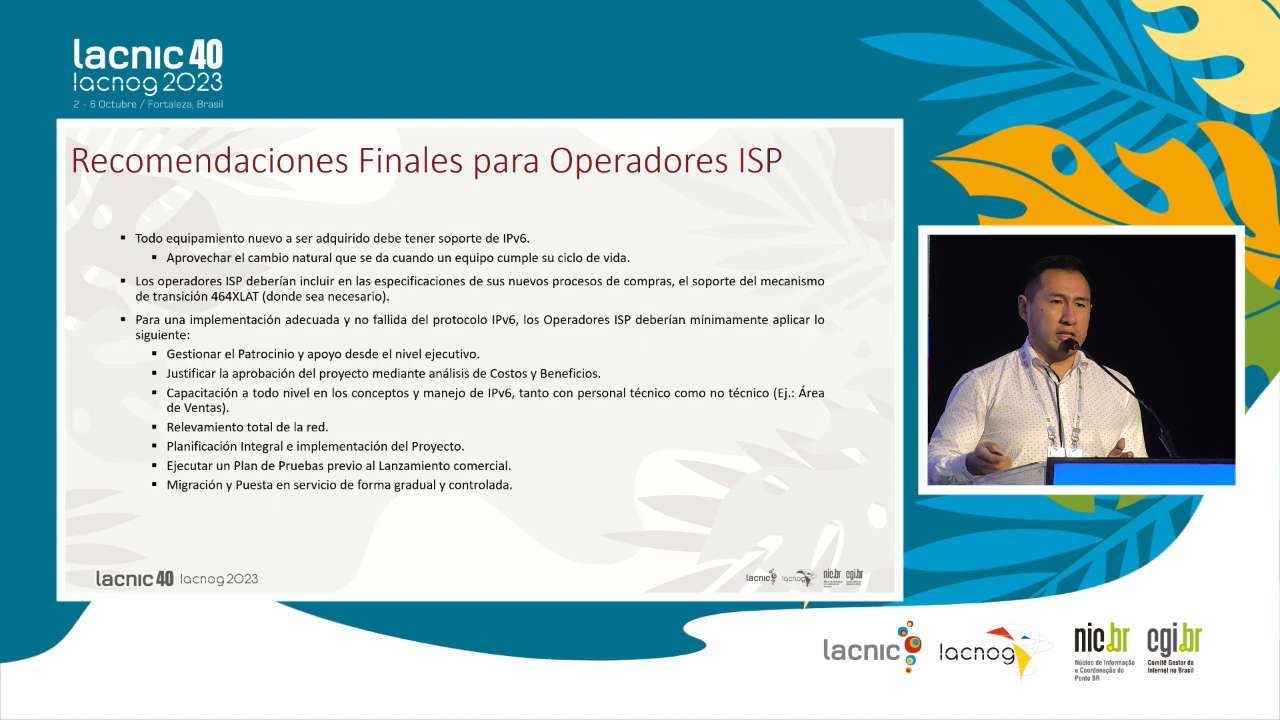 lacnic 40
lacnog 2023
2 - 6 Octubre / Fortaleza, Brasil
Recomendaciones Finales para Operadores ISP
▪ Todo equipamiento nuevo a ser adquirido debe tener soporte de IPv6.
▪ Aprovechar el cambio natural que se da cuando un equipo cumple su ciclo de vida.
▪ Los operadores ISP deberían incluir en las especificaciones de sus nuevos procesos de compras, el soporte del mecanismo
de transición 464XLAT (donde sea necesario).
▪ Para una implementación adecuada y no fallida del protocolo IPv6, los Operadores ISP deberían mínimamente aplicar lo
siguiente:
▪ Gestionar el Patrocinio y apoyo desde el nivel ejecutivo.
▪ Justificar la aprobación del proyecto mediante análisis de Costos y Beneficios.
▪ Capacitación a todo nivel en los conceptos y manejo de IPv6, tanto con personal técnico como no técnico (Ej.: Área
de Ventas).
▪ Relevamiento total de la red.
▪ Planificación Integral e implementación del Proyecto.
▪ Ejecutar un Plan de Pruebas previo al Lanzamiento comercial.
▪ Migración y Puesta en servicio de forma gradual y controlada.
lacnic 40 lacnog 2023
lacnic lacnog nic.br cgi.br
lacnic lacnog nic.br cgi.br
Núcleo de Informação
e Coordenação do
Ponto BR
Comitê Gestor da
Internet no Brasil